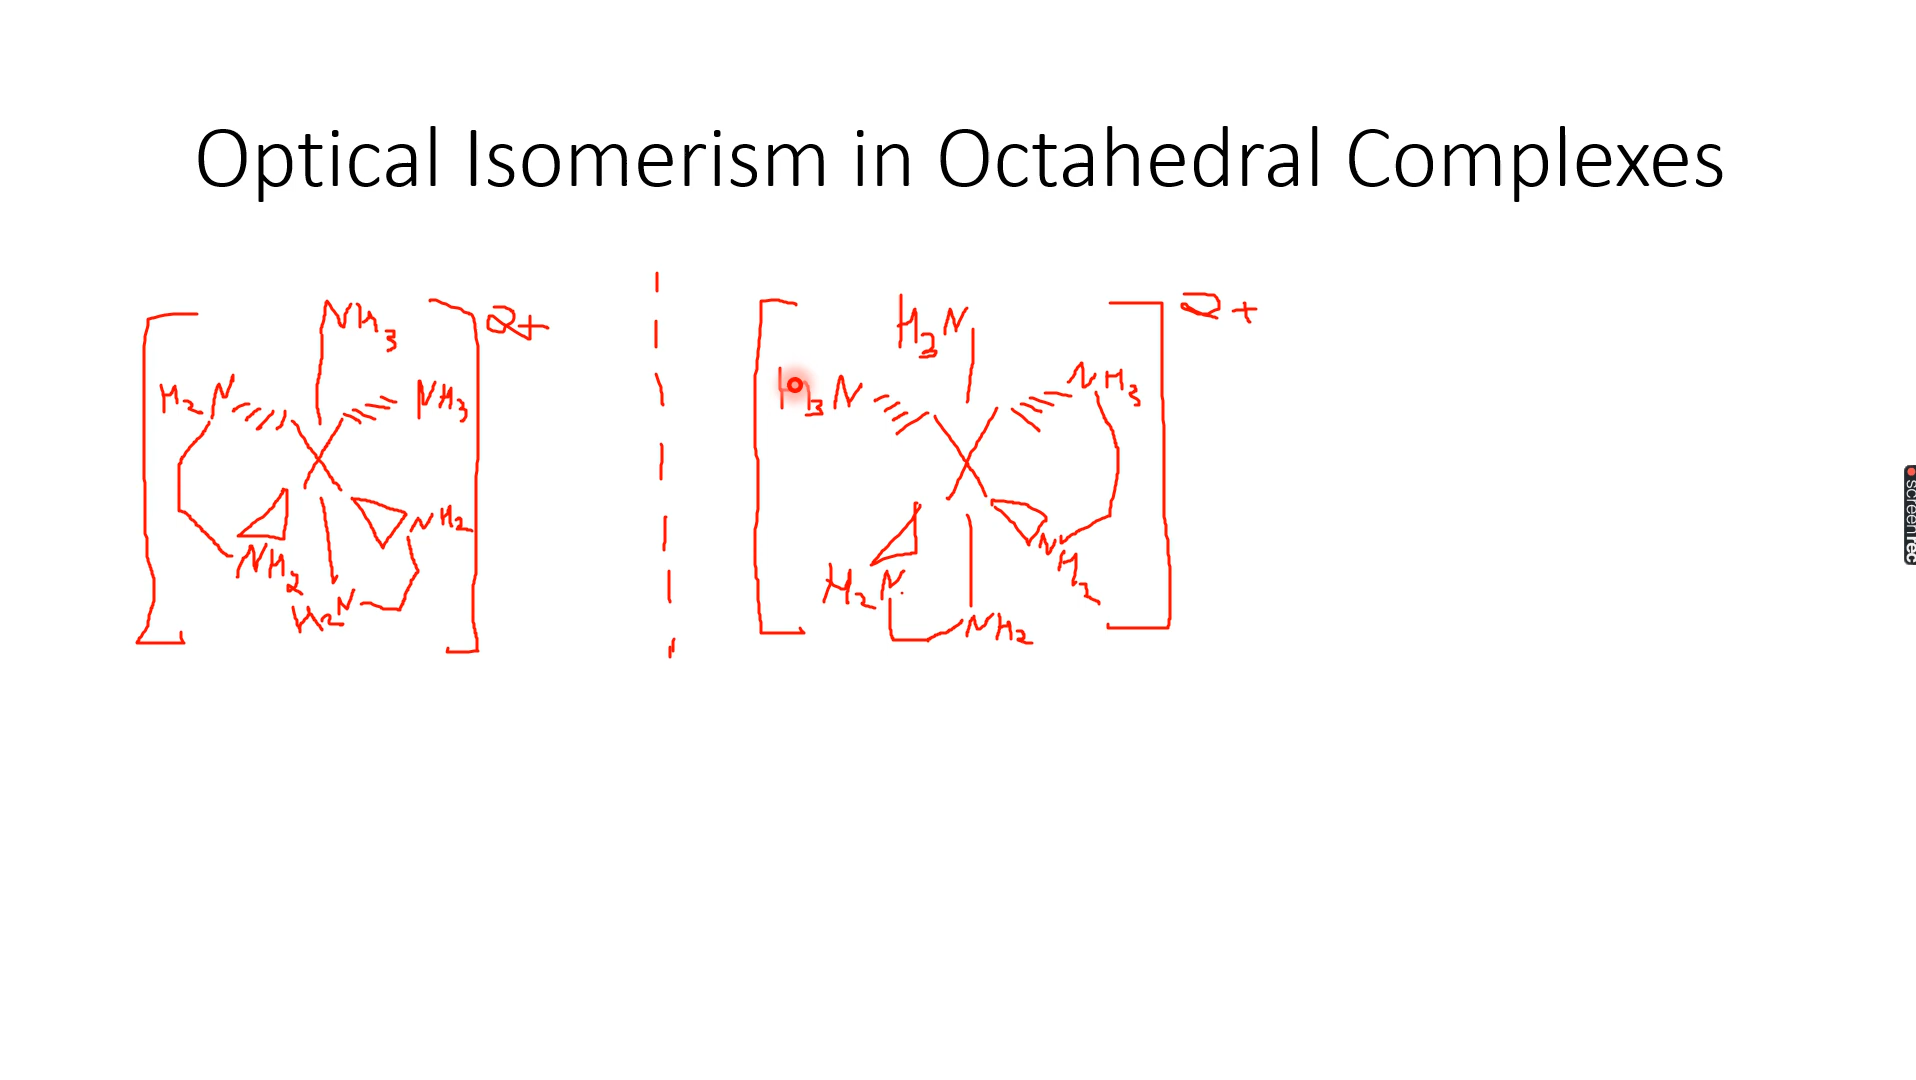 Optical Isomerism in Octahedral Complexes
NH3 2+
H2N NH3
NH2
NH2
H2N
H2N 2+
H3N NH3
H2N NH2
NH2
screenrec